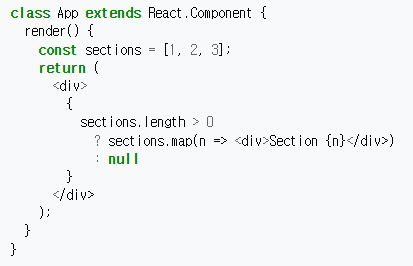 class App extends React.Component {
  render() {
    const sections = [1, 2, 3];
    return (
      <div>
        {
          sections.length > 0
            ? sections.map(n => <div>Section {n}</div>)
            : null
        }
      </div>
    );
  }
}